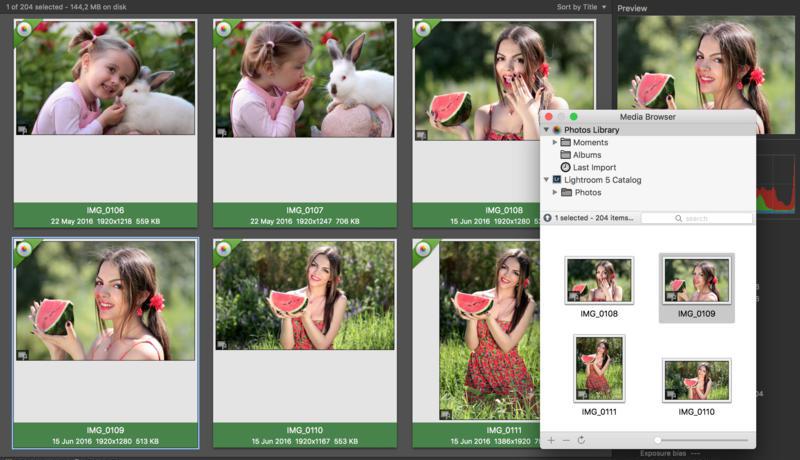 1 of 204 selected - 144,2 MB on disk
Sort by Title
Preview
IMG_0106
22 May 2016 1920x1218 559 KB
IMG_0107
22 May 2016 1920x1247 706 KB
IMG_0108
15 Jun 2016 1920x1280
IMG_0109
15 Jun 2016 1920x1280 513 KB
IMG_0110
15 Jun 2016 1920x1167 553 KB
IMG_0111
15 Jun 2016 1386x1920
Media Browser
Photos Library
Moments
Albums
Last Import
Lightroom 5 Catalog
Photos
1 selected - 204 items...
search
IMG_0108
IMG_0109
IMG_0111
IMG_0110
Exposure bias ---